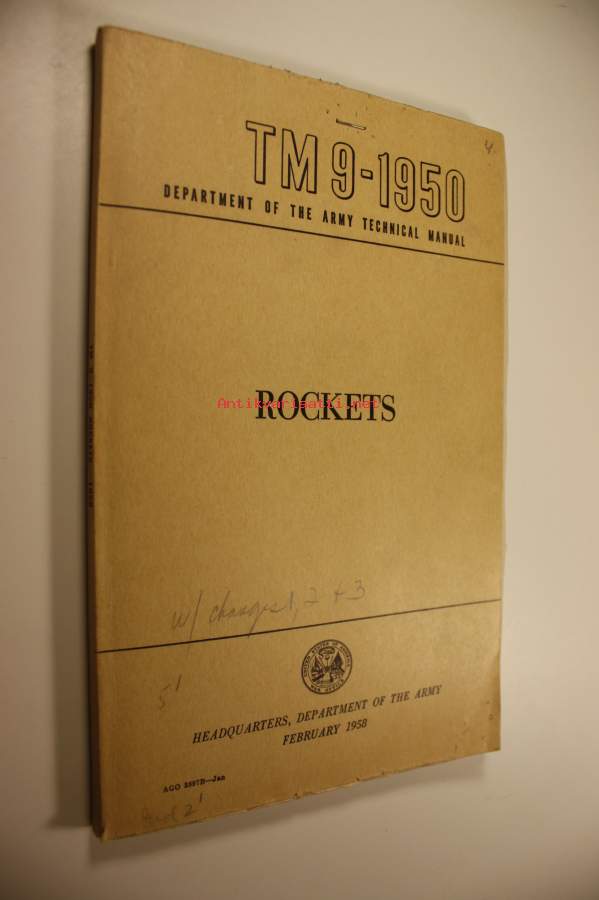 4.
TM 9-1950
DEPARTMENT OF THE ARMY TECHNICAL MANUAL
ROCKETS
Antikvariaatti.net
w/ changes 1, 2 + 3
5'
HEADQUARTERS, DEPARTMENT OF THE ARMY
FEBRUARY 1958